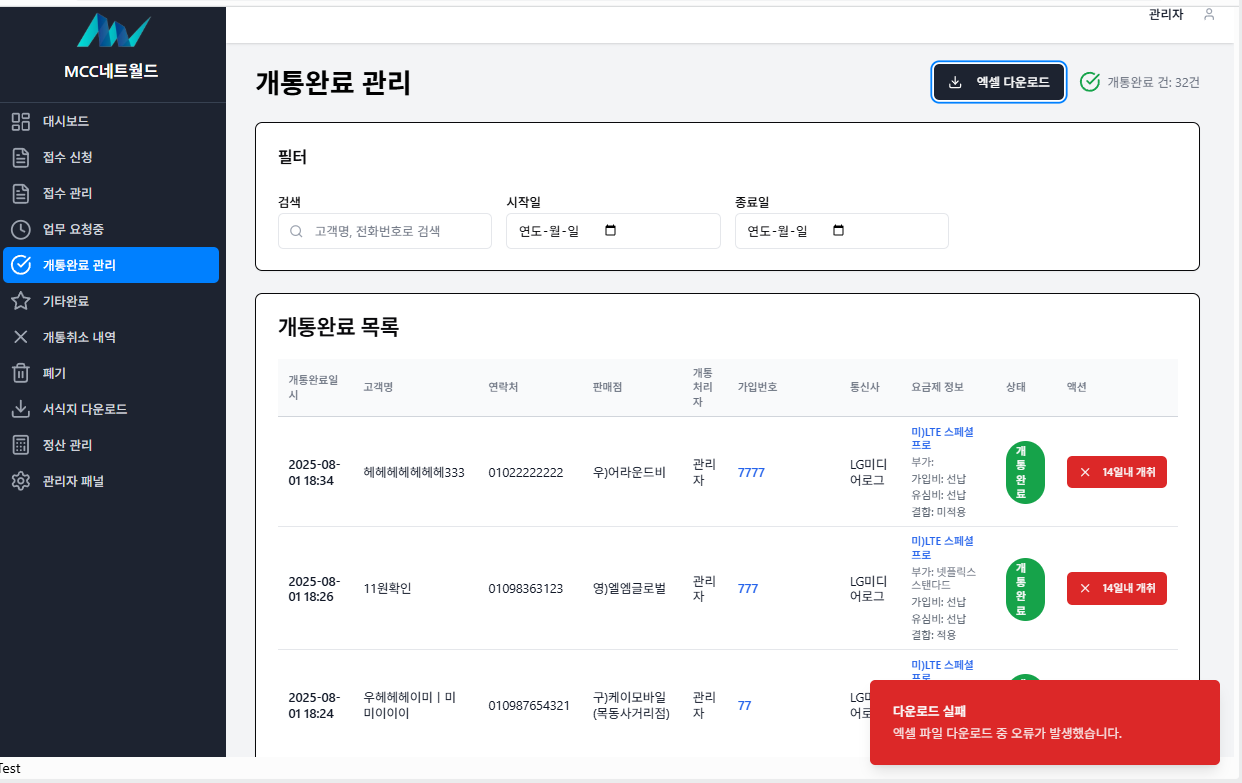 관리자
MCC네트월드
대시보드
접수 신청
접수 관리
업무 요청중
개통완료 관리
기타완료
개통취소 내역
폐기
서식지 다운로드
정산 관리
관리자 패널
개통완료 관리
엑셀 다운로드
개통완료 건: 32건
필터
검색
고객명, 전화번호로 검색
시작일
연도-월-일
종료일
연도-월-일
개통완료 목록
개통완료일
시
고객명
연락처
판매점
개통
처리
자
가입번호
통신사
요금제 정보
상태
액션
2025-08-
01 18:34
헤헤헤헤헤헤헤333
01022222222
우)어라운드비
관리
자
7777
LG미디
어로그
미)LTE 스페셜
프로
부가:
가입비: 선납
유심비: 선납
결합: 미적용
개
통
완
료
14일내 개취
2025-08-
01 18:26
11원확인
01098363123
영)엘엠글로벌
관리
자
777
LG미디
어로그
미)LTE 스페셜
프로
부가: 넷플릭스
스탠다드
가입비: 선납
유심비: 선납
결합: 적용
개
통
완
료
14일내 개취
2025-08-
01 18:24
우헤헤헤이미ㅣ미
미이이이
010987654321
구)케이모바일
(목동사거리점)
관리
자
77
미)LTE 스페셜
프로
다운로드 실패
엑셀 파일 다운로드 중 오류가 발생했습니다.
Test